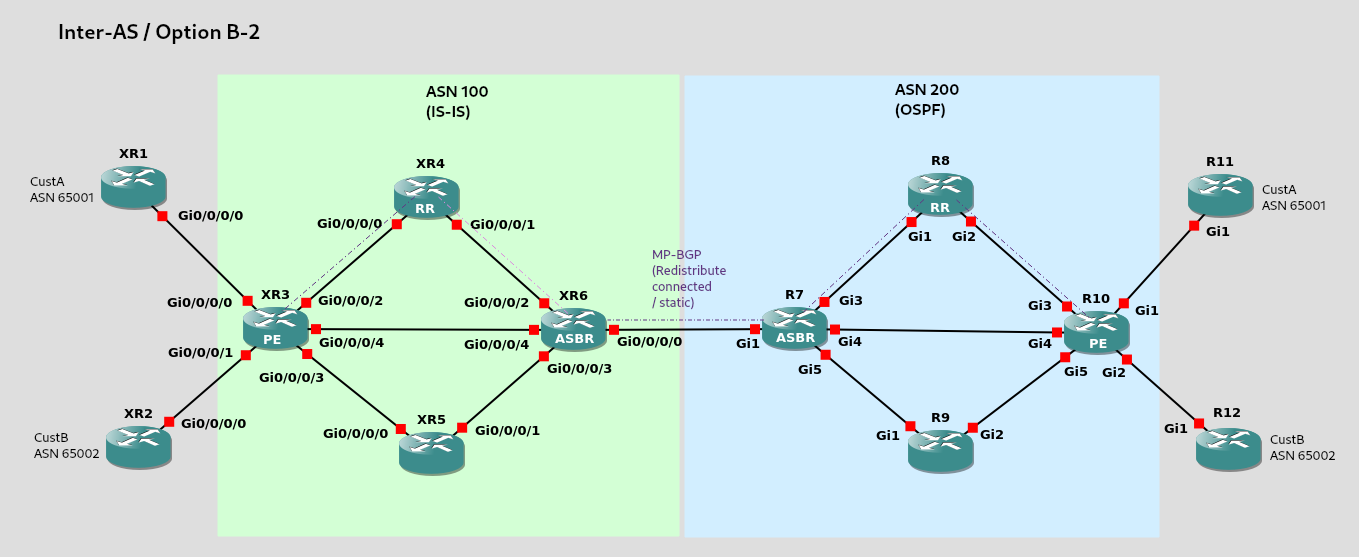 Inter-AS / Option B-2
ASN 100
(IS-IS)
ASN 200
(OSPF)
XR1
CustA
ASN 65001
Gi0/0/0/0
XR4
RR
Gi0/0/0/0
Gi0/0/0/1
R8
RR
Gi1
Gi2
R11
CustA
ASN 65001
Gi1
MP-BGP
(Redistribute
connected
/ static)
Gi0/0/0/0
XR3
PE
Gi0/0/0/2
Gi0/0/0/1
Gi0/0/0/4
Gi0/0/0/3
Gi0/0/0/2
XR6
ASBR
Gi0/0/0/4
Gi0/0/0/0
Gi0/0/0/3
R7
ASBR
Gi3
Gi1
Gi4
Gi5
Gi3
R10
PE
Gi1
Gi4
Gi5
Gi2
XR2
CustB
ASN 65002
Gi0/0/0/0
XR5
Gi0/0/0/0
Gi0/0/0/1
R9
Gi1
Gi2
R12
Gi1
CustB
ASN 65002